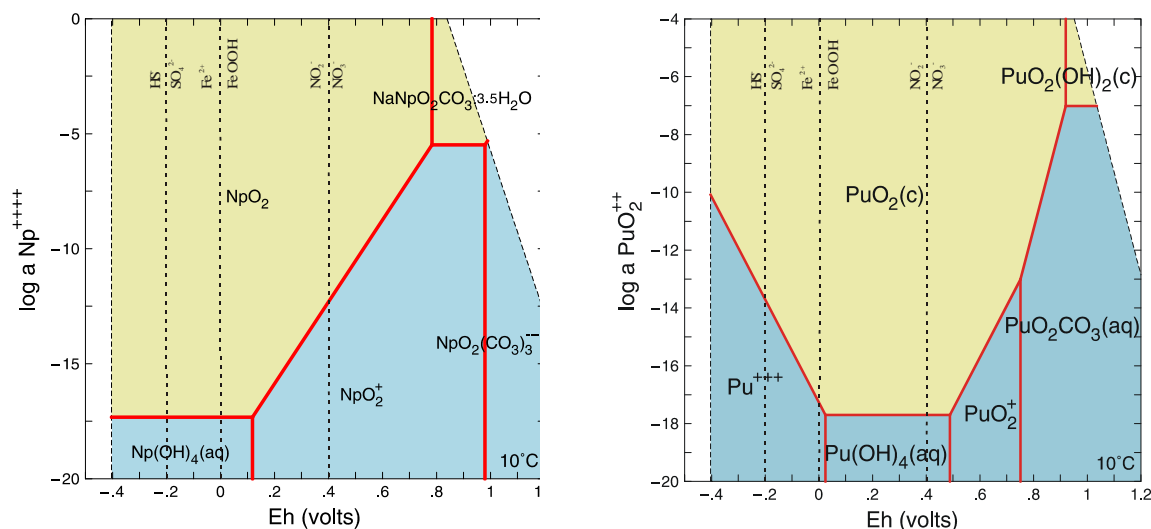 log a Np++++
0
−5
−10
−15
−20
HS-
SO₄²⁻
Fe²⁺
FeOOH
NO₂⁻
NO₃⁻
NaNpO₂CO₃:3.5H₂O
NpO₂
NpO₂⁺
NpO₂(CO₃)₃⁻⁻
Np(OH)₄(aq)
10°C
−.4 −.2 0 .2 .4 .6 .8 1 1
Eh (volts)
log a PuO₂++
−4
−6
−8
−10
−12
−14
−16
−18
−20
HS
SO₄²⁻
Fe²⁺
FeOOH
NO₂⁻
NO₃⁻
PuO₂(OH)₂(c)
PuO₂(c)
PuO₂CO₃(aq)
Pu+++
PuO₂⁺
Pu(OH)₄(aq)
10°C
−.4 −.2 0 .2 .4 .6 .8 1 1.2
Eh (volts)